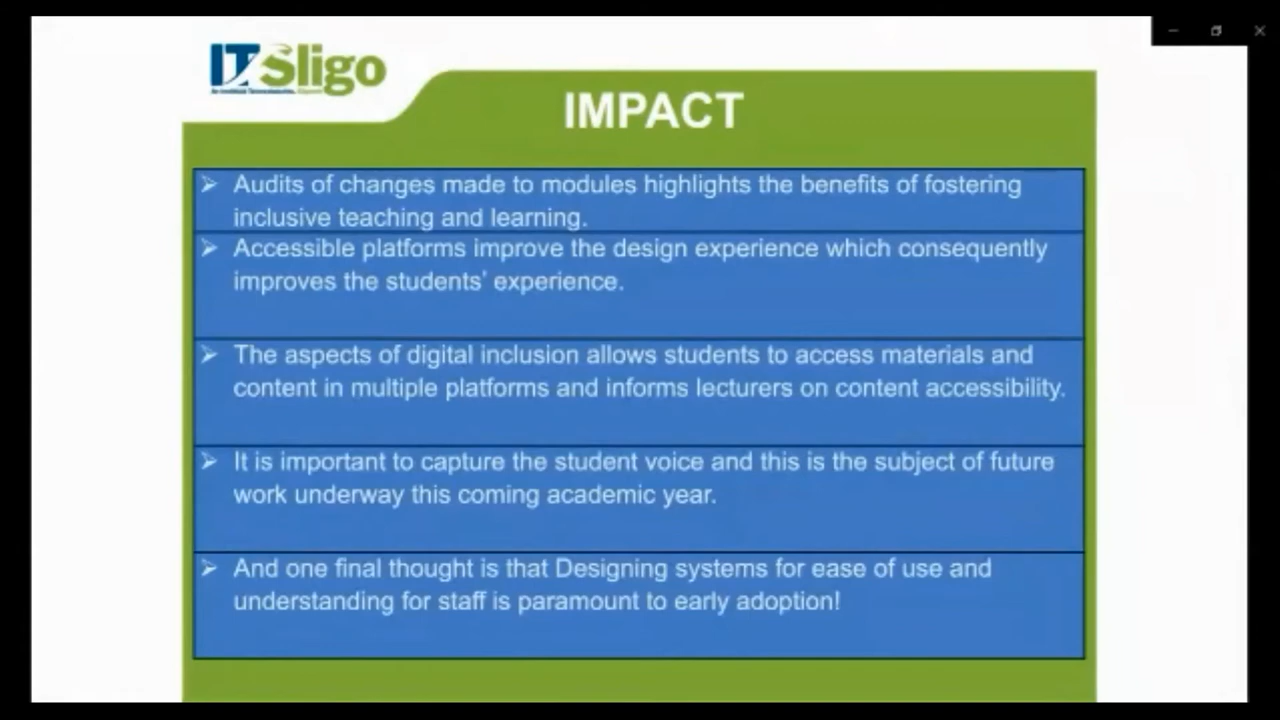 IT Sligo
IMPACT
➢ Audits of changes made to modules highlights the benefits of fostering
inclusive teaching and learning.
➢ Accessible platforms improve the design experience which consequently
improves the students’ experience.
➢ The aspects of digital inclusion allows students to access materials and
content in multiple platforms and informs lecturers on content accessibility.
➢ It is important to capture the student voice and this is the subject of future
work underway this coming academic year.
➢ And one final thought is that Designing systems for ease of use and
understanding for staff is paramount to early adoption!